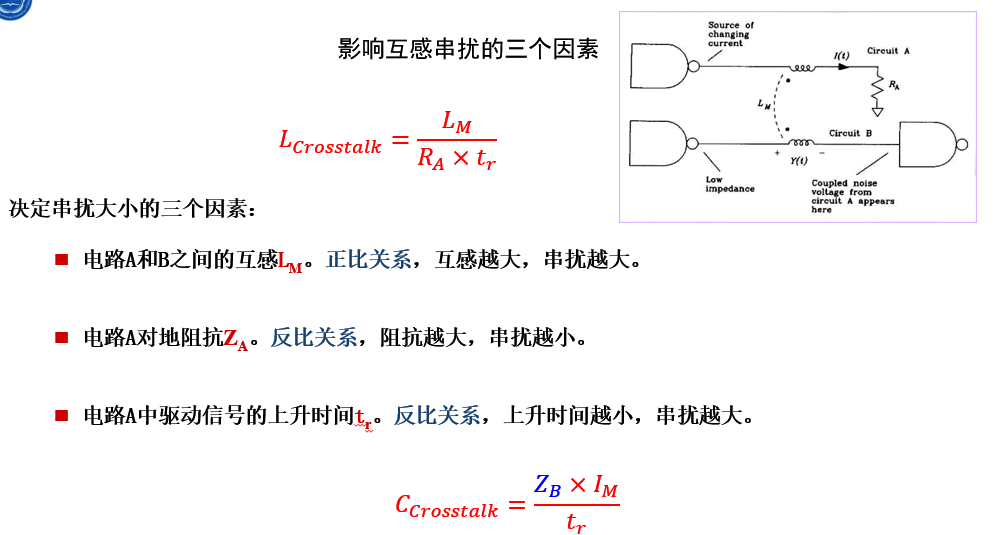 影响互感串扰的三个因素
L_Crosstalk = L_M / (R_A × t_r)
Source of
changing
current
I(t)
Circuit A
R_A
L_M
Circuit B
+ Y(t) −
Low
impedance
Coupled noise
voltage from
circuit A appears
here
决定串扰大小的三个因素：
■ 电路A和B之间的互感L_M。正比关系，互感越大，串扰越大。
■ 电路A对地阻抗Z_A。反比关系，阻抗越大，串扰越小。
■ 电路A中驱动信号的上升时间t_r。反比关系，上升时间越小，串扰越大。
C_Crosstalk = (Z_B × I_M) / t_r